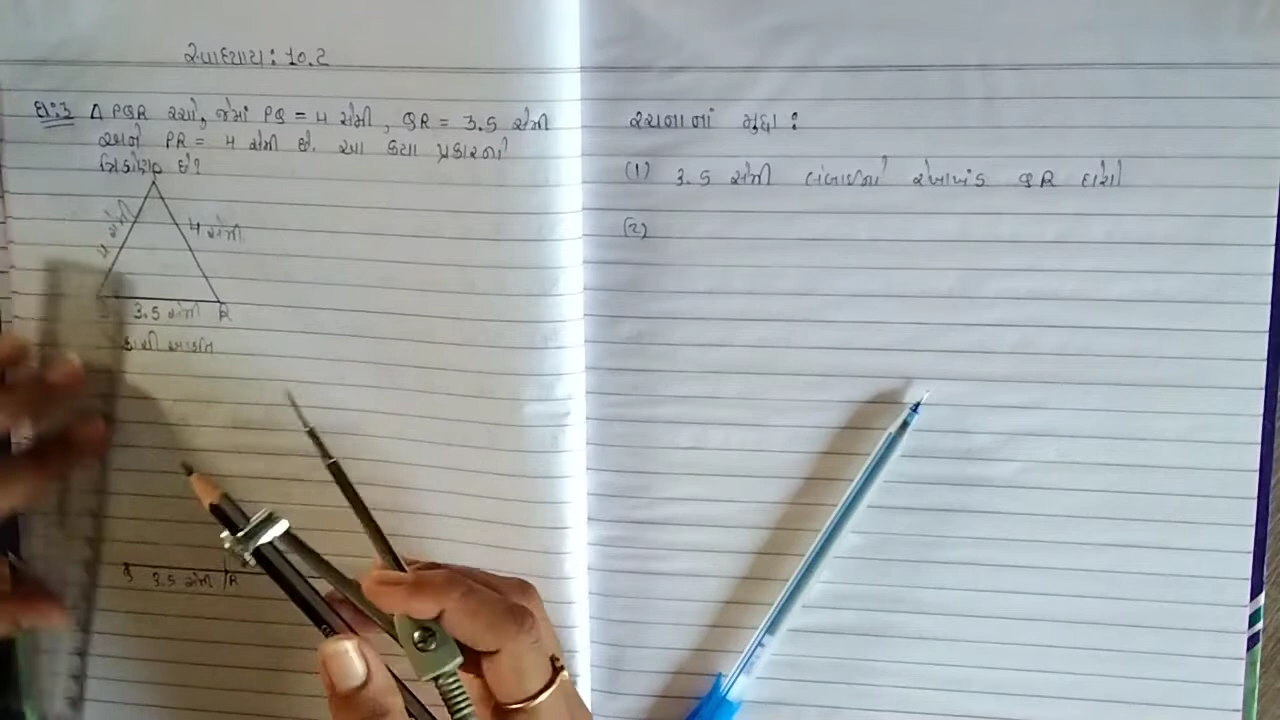 સ્વાધ્યાય: 10.2
દા:3 Δ PQR રચો, જેમાં PQ = 4 સેમી, QR = 3.5 સેમી
અને PR = 4 સેમી છે. આ કયા પ્રકારનો
ત્રિકોણ છે?
P
4 સેમી
4 સેમી
3.5 સેમી R
કાચી આકૃતિ
Q 3.5 સેમી R
રચનાનાં મુદ્દા :
(1) 3.5 સેમી લંબાઈનો રેખાખંડ QR દોરો
(2)